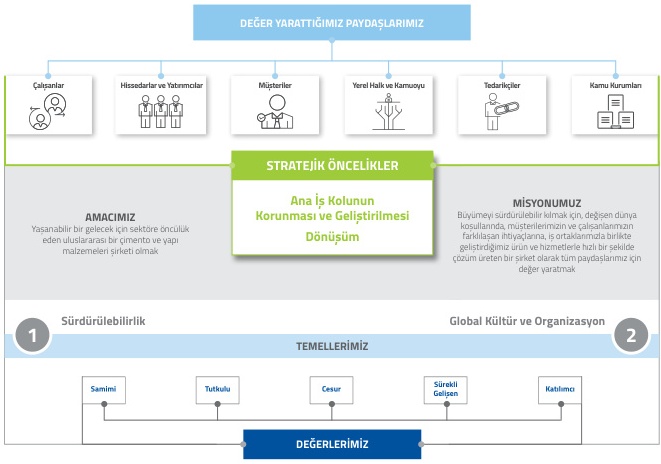 DEĞER YARATTIĞIMIZ PAYDAŞLARIMIZ
Çalışanlar
Hissedarlar ve Yatırımcılar
Müşteriler
Yerel Halk ve Kamuoyu
Tedarikçiler
Kamu Kurumları
STRATEJİK ÖNCELİKLER
Ana İş Kolunun
Korunması ve Geliştirilmesi
Dönüşüm
AMACIMIZ
Yaşanabilir bir gelecek için sektöre öncülük
eden uluslararası bir çimento ve yapı
malzemeleri şirketi olmak
MİSYONUMUZ
Büyümeyi sürdürülebilir kılmak için, değişen dünya
koşullarında, müşterilerimizin ve çalışanlarımızın
farklılaşan ihtiyaçlarına, iş ortaklarımızla birlikte
geliştirdiğimiz ürün ve hizmetlerle hızlı bir şekilde
çözüm üreten bir şirket olarak tüm paydaşlarımız için
değer yaratmak
1
Sürdürülebilirlik
Global Kültür ve Organizasyon
2
TEMELLERİMİZ
Samimi
Tutkulu
Cesur
Sürekli
Gelişen
Katılımcı
DEĞERLERİMİZ